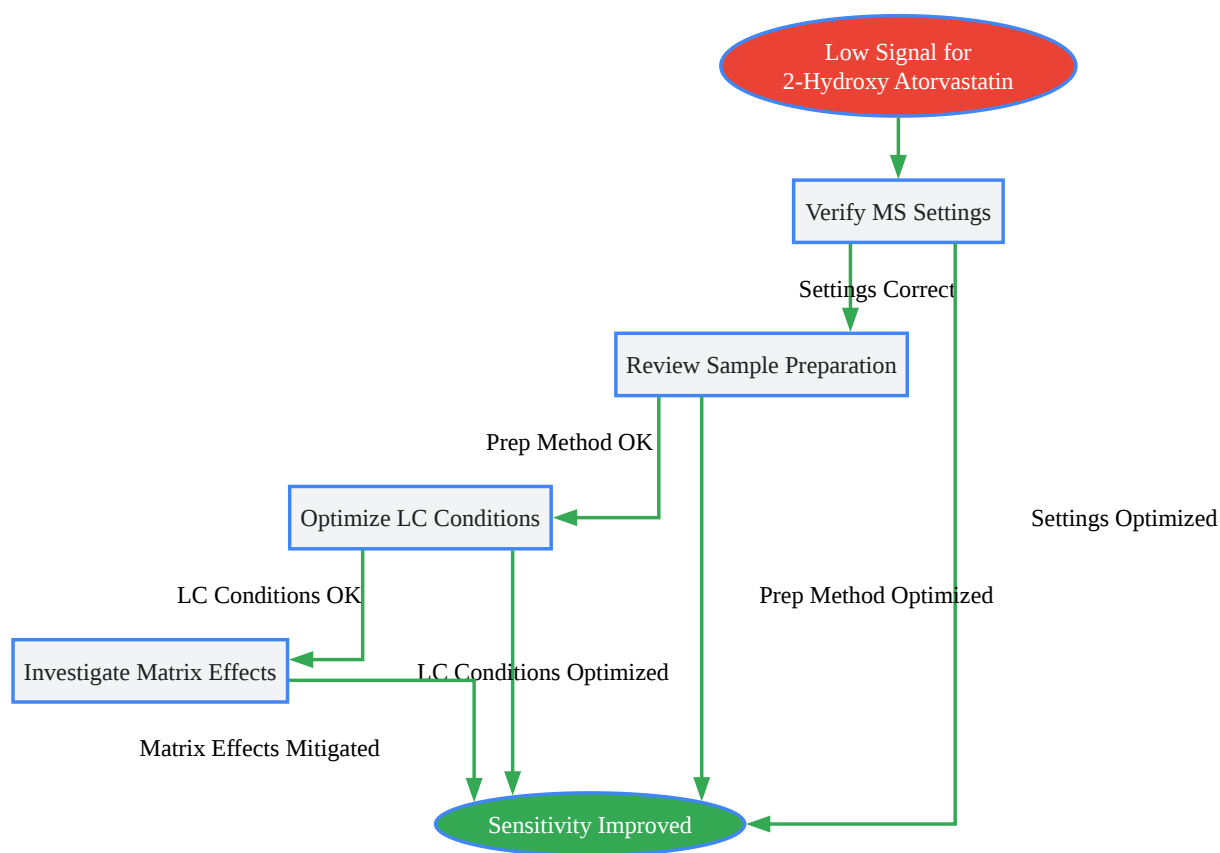 Low Signal for
2-Hydroxy Atorvastatin
Verify MS Settings
Settings Correct
Review Sample Preparation
Prep Method OK
Optimize LC Conditions
Settings Optimized
LC Conditions OK
Prep Method Optimized
Investigate Matrix Effects
LC Conditions Optimized
Matrix Effects Mitigated
Sensitivity Improved